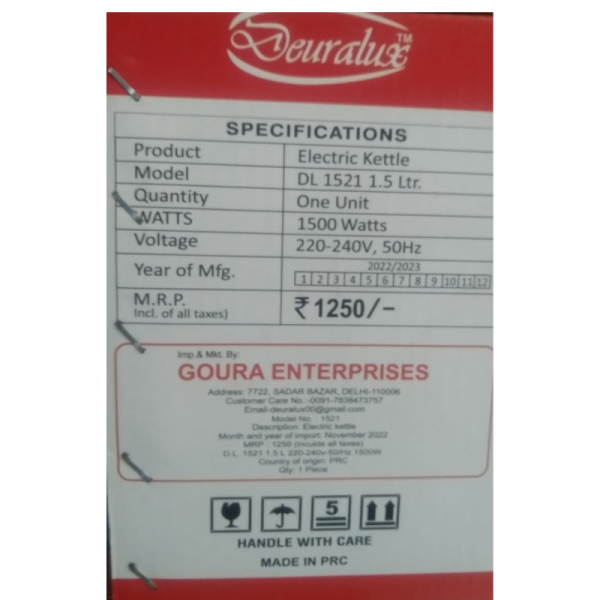 Deuralux TM
SPECIFICATIONS
Product Electric Kettle
Model DL 1521 1.5 Ltr.
Quantity One Unit
WATTS 1500 Watts
Voltage 220-240V, 50Hz
2022/2023
Year of Mfg. 1 2 3 4 5 6 7 8 9 10 11 12
M.R.P. ₹ 1250/-
Incl. of all taxes)
Imp.& Mkt. By:
GOURA ENTERPRISES
Address: 7722, SADAR BAZAR, DELHI-110006
Customer Care No.:-0091-7838473757
Email-deuralux00@gmail.com
Model No. : 1521
Description: Electric kettle
Month and year of import: November 2022
MRP : 1250 (inculde all taxes)
D.L. 1521 1.5 L 220-240v-50/Hz 1500W
Country of origin: PRC
Qty: 1 Piece
5
HANDLE WITH CARE
MADE IN PRC